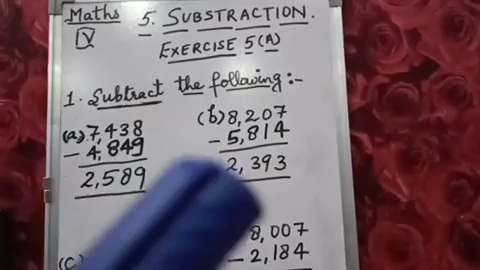 Maths
5. SUBSTRACTION.
V
EXERCISE 5(A)
1. Subtract the following:-
(a) 7,438
- 4,849
2,589
(b) 8,207
- 5,814
2,393
(c)
8,007
- 2,184